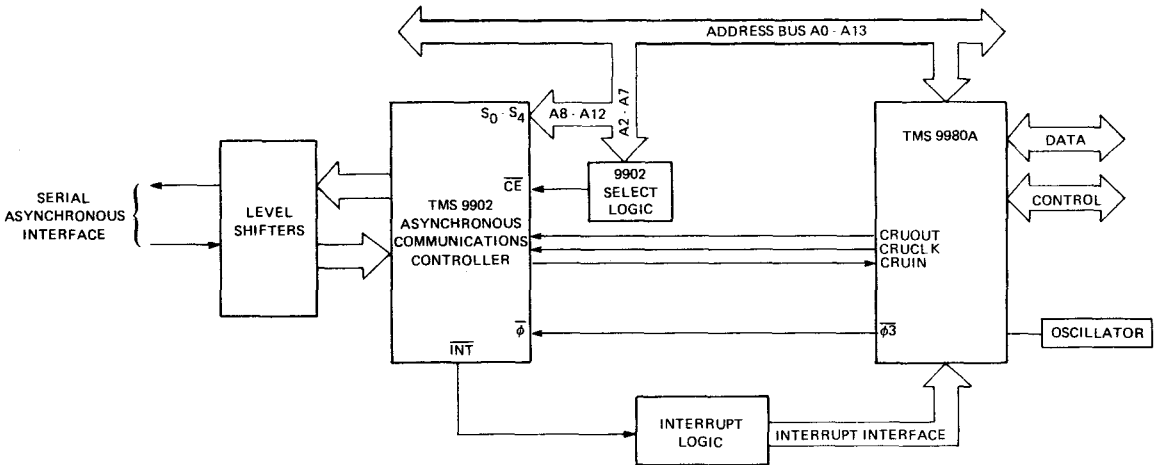 ADDRESS BUS A0 - A13
S0 - S4
A8 - A12
A2 - A7
TMS 9980A
DATA
CONTROL
9902
SELECT
LOGIC
CE
SERIAL
ASYNCHRONOUS
INTERFACE
LEVEL
SHIFTERS
TMS 9902
ASYNCHRONOUS
COMMUNICATIONS
CONTROLLER
CRUOUT
CRUCLK
CRUIN
φ
φ3
OSCILLATOR
INT
INTERRUPT
LOGIC
INTERRUPT INTERFACE